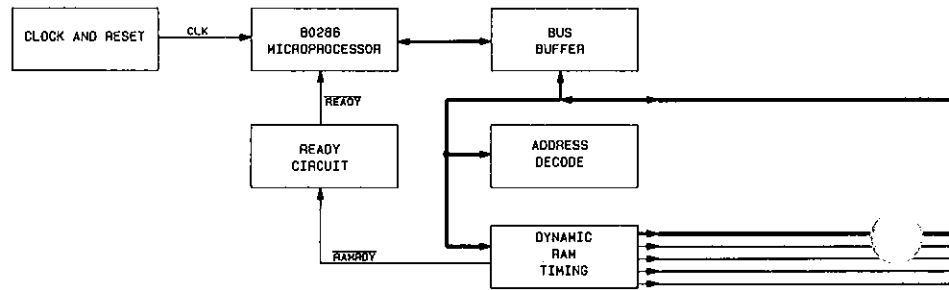 CLOCK AND RESET
CLK
80286
MICROPROCESSOR
BUS
BUFFER
READY
READY
CIRCUIT
ADDRESS
DECODE
RAMRDY
DYNAMIC
RAM
TIMING